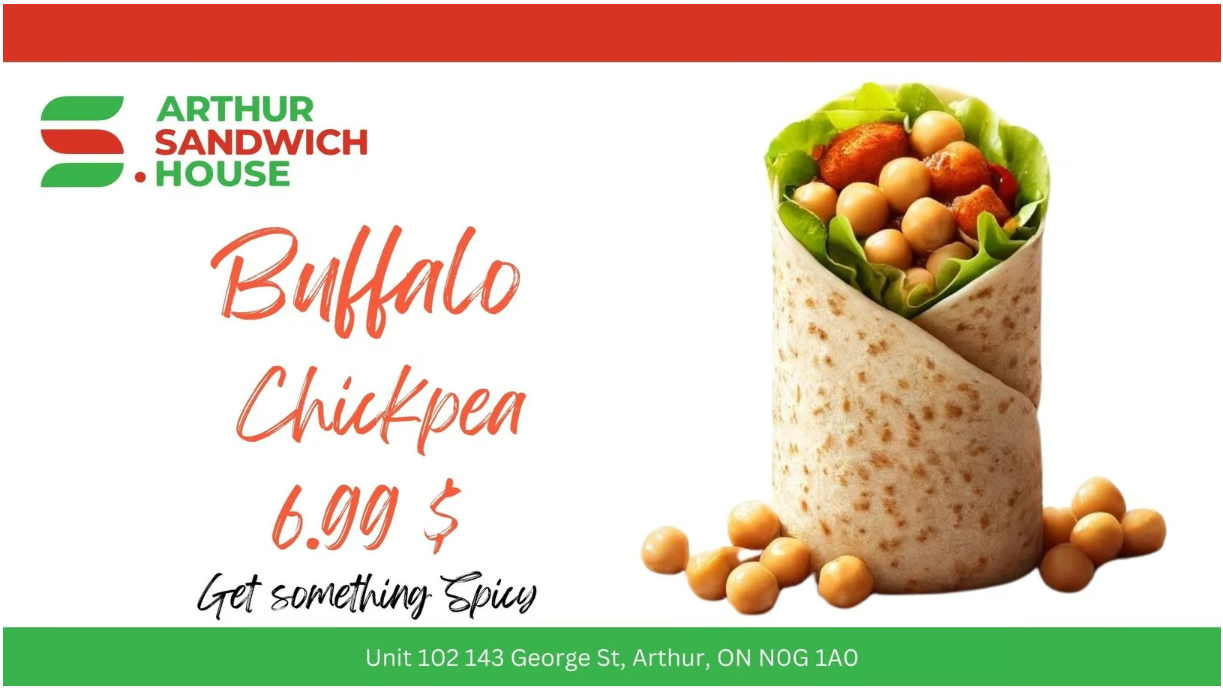 ARTHUR
SANDWICH
HOUSE
Buffalo
Chickpea
6.99 $
Get something Spicy
Unit 102 143 George St, Arthur, ON N0G 1A0